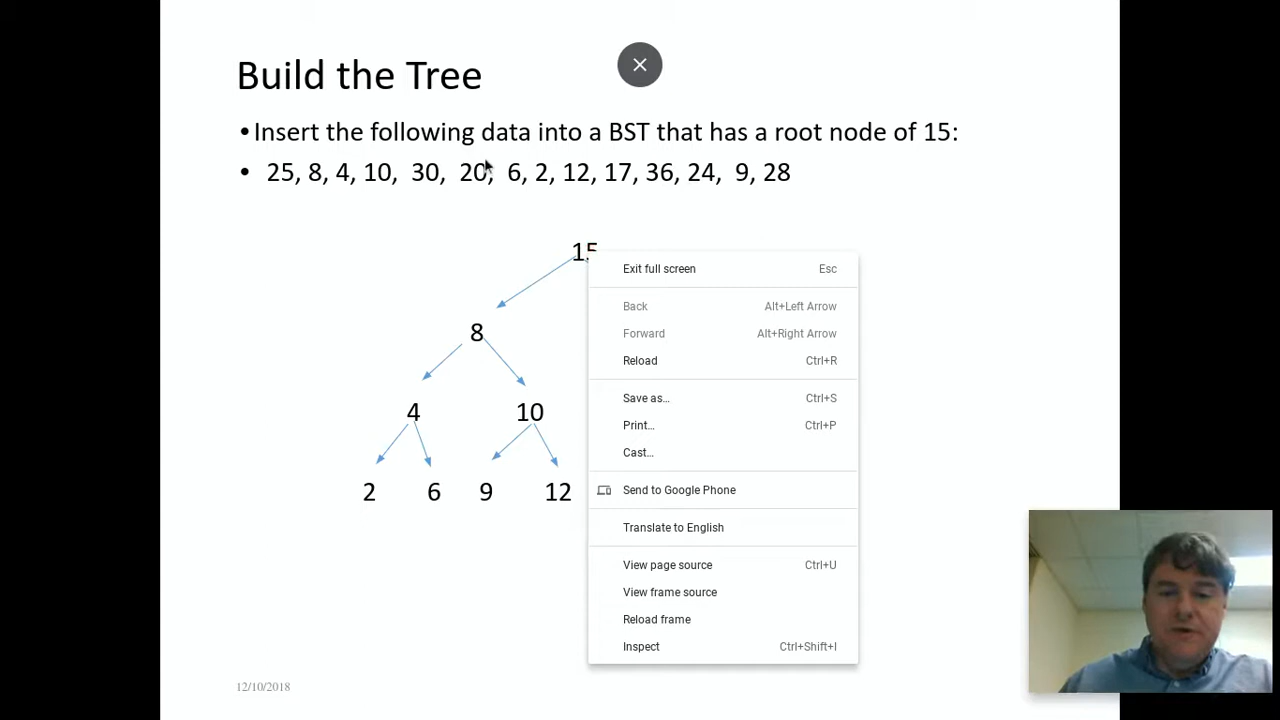 Build the Tree
•Insert the following data into a BST that has a root node of 15:
• 25, 8, 4, 10, 30, 20, 6, 2, 12, 17, 36, 24, 9, 28
15
Exit full screen Esc
Back Alt+Left Arrow
8
Forward Alt+Right Arrow
Reload Ctrl+R
Save as… Ctrl+S
4 10
Print… Ctrl+P
Cast…
2 6 9 12
Send to Google Phone
Translate to English
View page source Ctrl+U
View frame source
Reload frame
Inspect Ctrl+Shift+I
12/10/2018